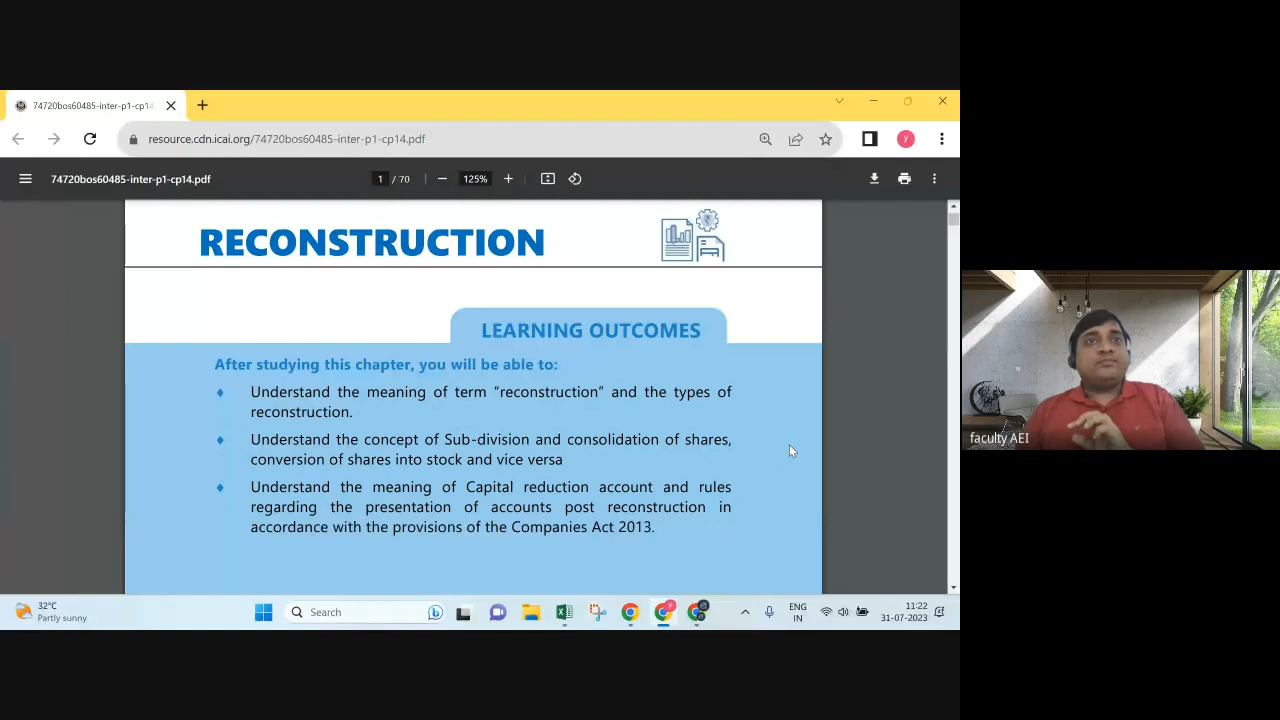 74720bos60485-inter-p1-cp14
resource.cdn.icai.org/74720bos60485-inter-p1-cp14.pdf
74720bos60485-inter-p1-cp14.pdf
1 / 70
125%
RECONSTRUCTION
LEARNING OUTCOMES
After studying this chapter, you will be able to:
Understand the meaning of term “reconstruction” and the types of
reconstruction.
Understand the concept of Sub-division and consolidation of shares,
conversion of shares into stock and vice versa
Understand the meaning of Capital reduction account and rules
regarding the presentation of accounts post reconstruction in
accordance with the provisions of the Companies Act 2013.
faculty AEI
32°C
Partly sunny
Search
ENG
IN
11:22
31-07-2023
y